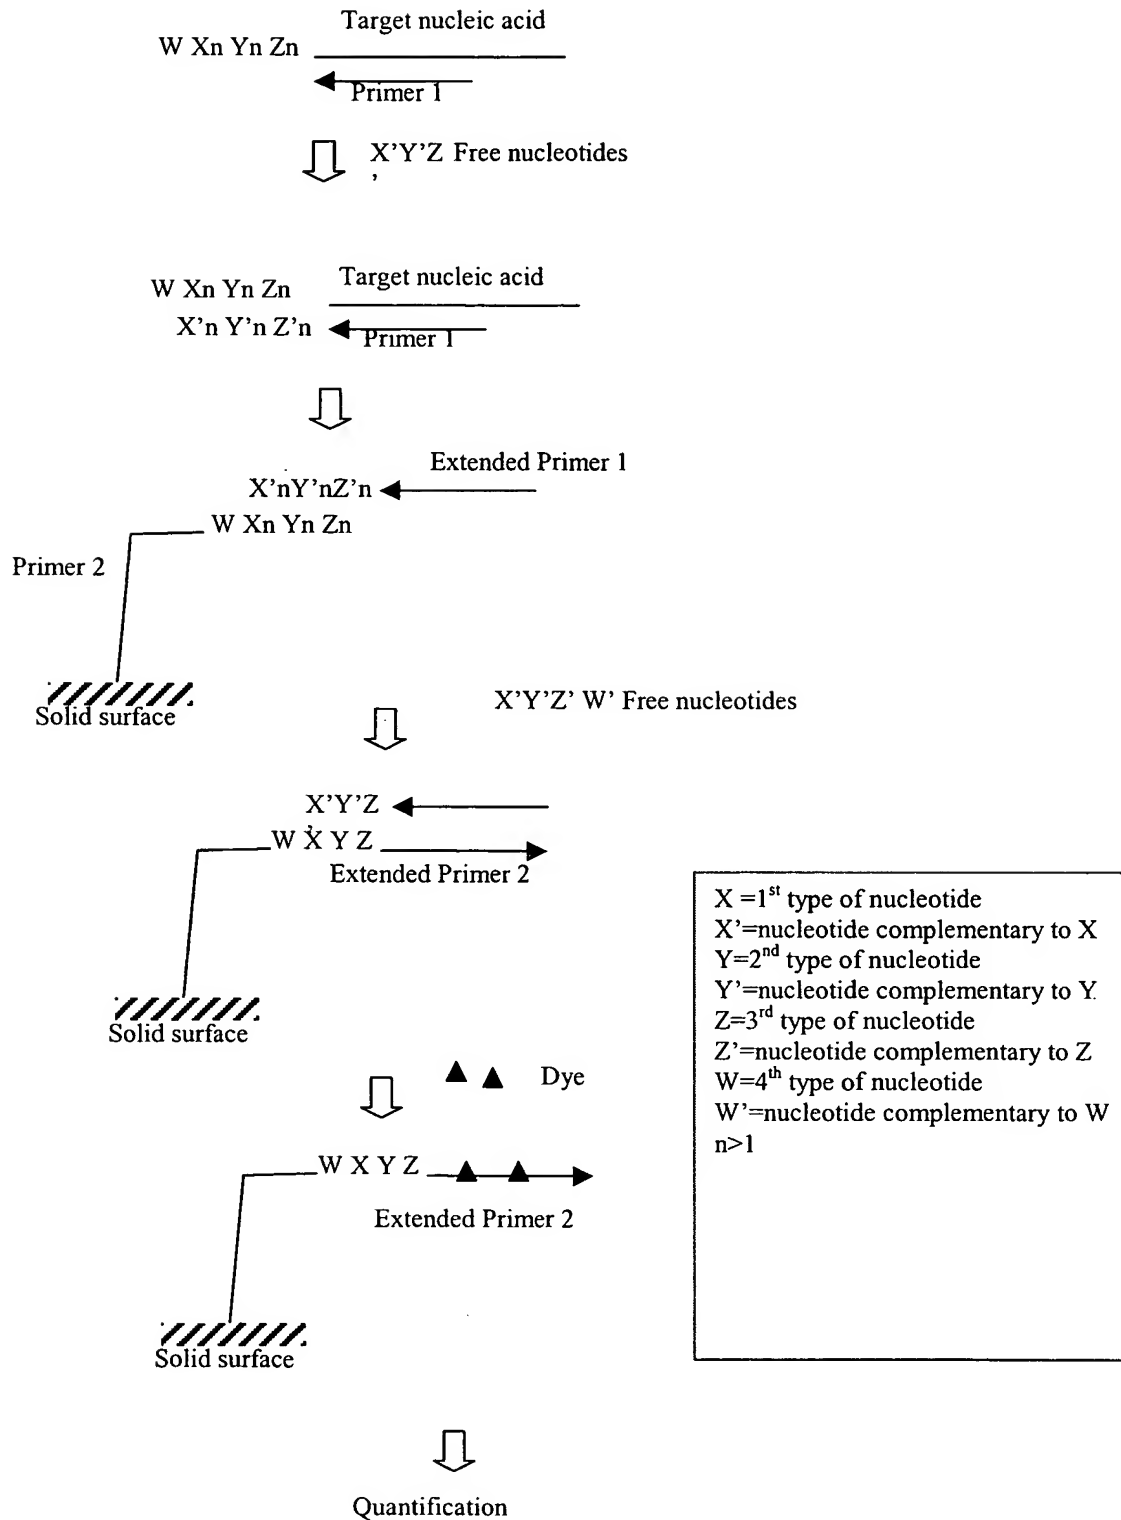 Target nucleic acid
W Xn Yn Zn
Primer 1
X'Y'Z Free nucleotides
,
Target nucleic acid
W Xn Yn Zn
X'n Y'n Z'n
Primer 1
Extended Primer 1
X'nY'nZ'n
W Xn Yn Zn
Primer 2
Solid surface
X'Y'Z' W' Free nucleotides
X'Y'Z
,
W X Y Z
Extended Primer 2
Solid surface
Dye
W X Y Z
Extended Primer 2
Solid surface
Quantification
X =1st type of nucleotide
X'=nucleotide complementary to X
Y=2nd type of nucleotide
Y'=nucleotide complementary to Y
Z=3rd type of nucleotide
Z'=nucleotide complementary to Z
W=4th type of nucleotide
W'=nucleotide complementary to W
n>1